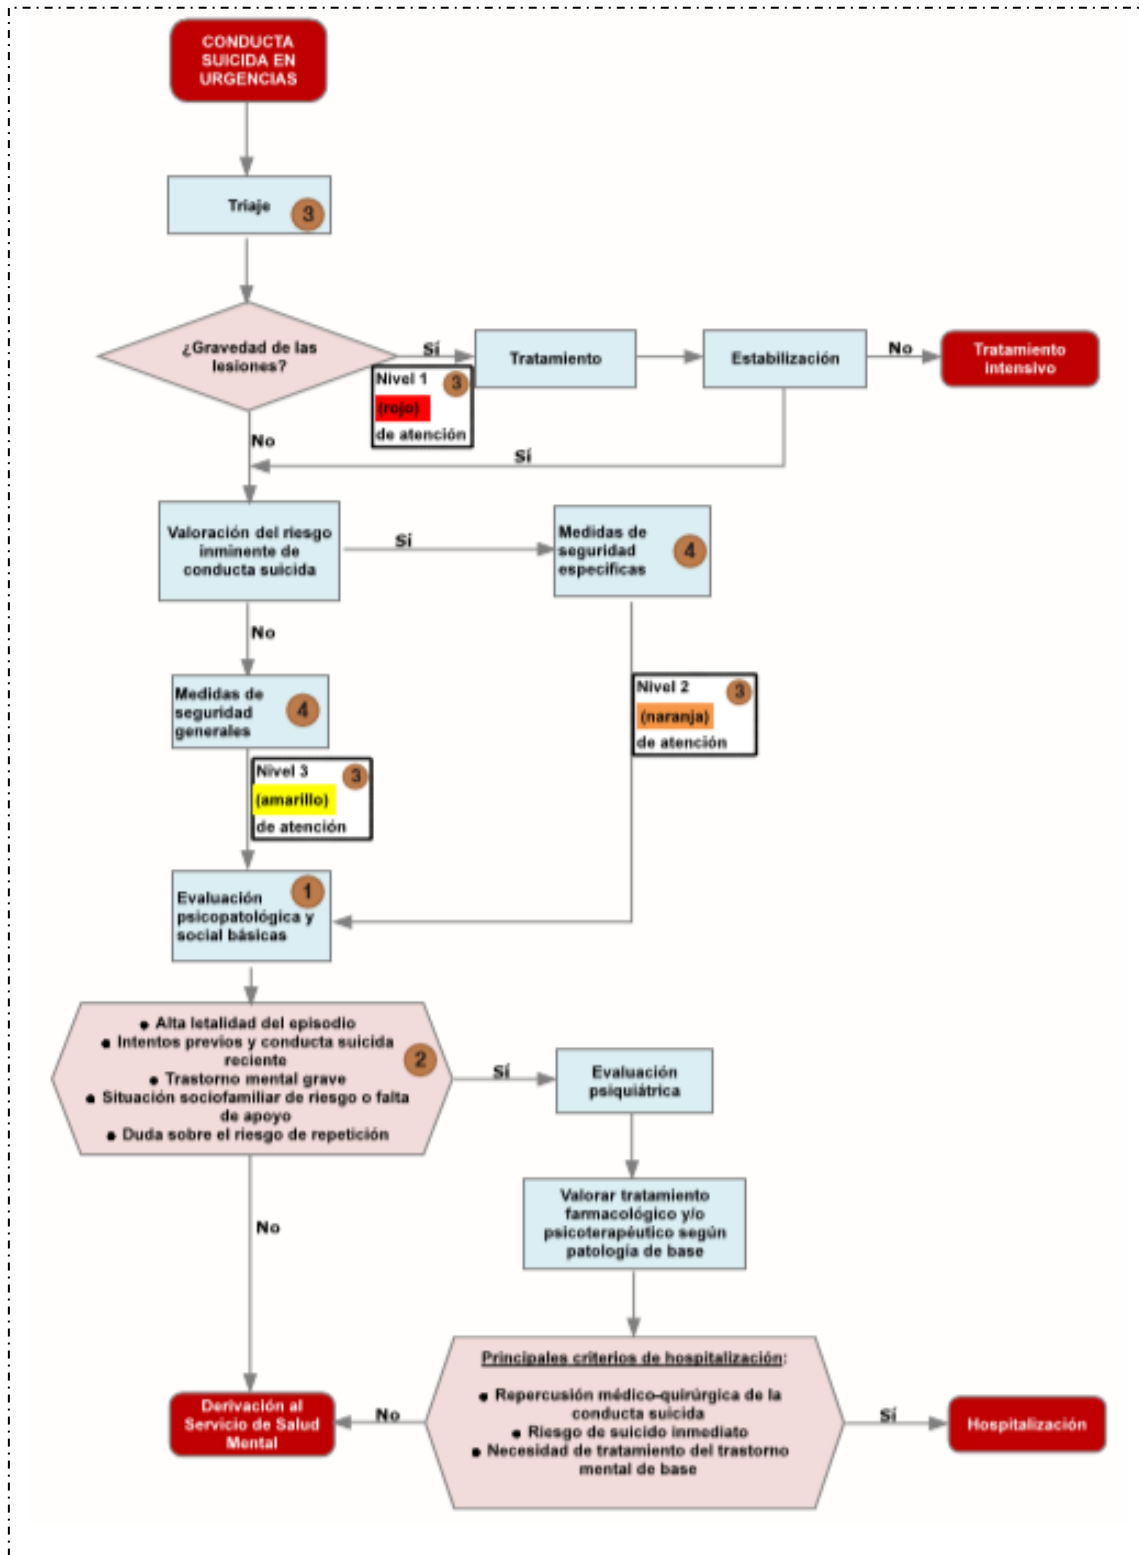 CONDUCTA
SUICIDA EN
URGENCIAS
Triaje
3
¿Gravedad de las
lesiones?
Sí
Nivel 1
3
(rojo)
de atención
Tratamiento
Estabilización
No
Tratamiento
intensivo
No
Sí
Valoración del riesgo
inminente de
conducta suicida
Sí
Medidas de
seguridad
específicas
4
No
Medidas de
seguridad
generales
4
Nivel 2
3
(naranja)
de atención
Nivel 3
3
(amarillo)
de atención
1
Evaluación
psicopatológica y
social básicas
● Alta letalidad del episodio
● Intentos previos y conducta suicida
reciente
● Trastorno mental grave
● Situación sociofamiliar de riesgo o falta
de apoyo
● Duda sobre el riesgo de repetición
2
Sí
Evaluación
psiquiátrica
Valorar tratamiento
farmacológico y/o
psicoterapéutico según
patología de base
No
Principales criterios de hospitalización:
● Repercusión médico-quirúrgica de la
conducta suicida
● Riesgo de suicido inmediato
● Necesidad de tratamiento del trastorno
mental de base
No
Derivación al
Servicio de Salud
Mental
Sí
Hospitalización